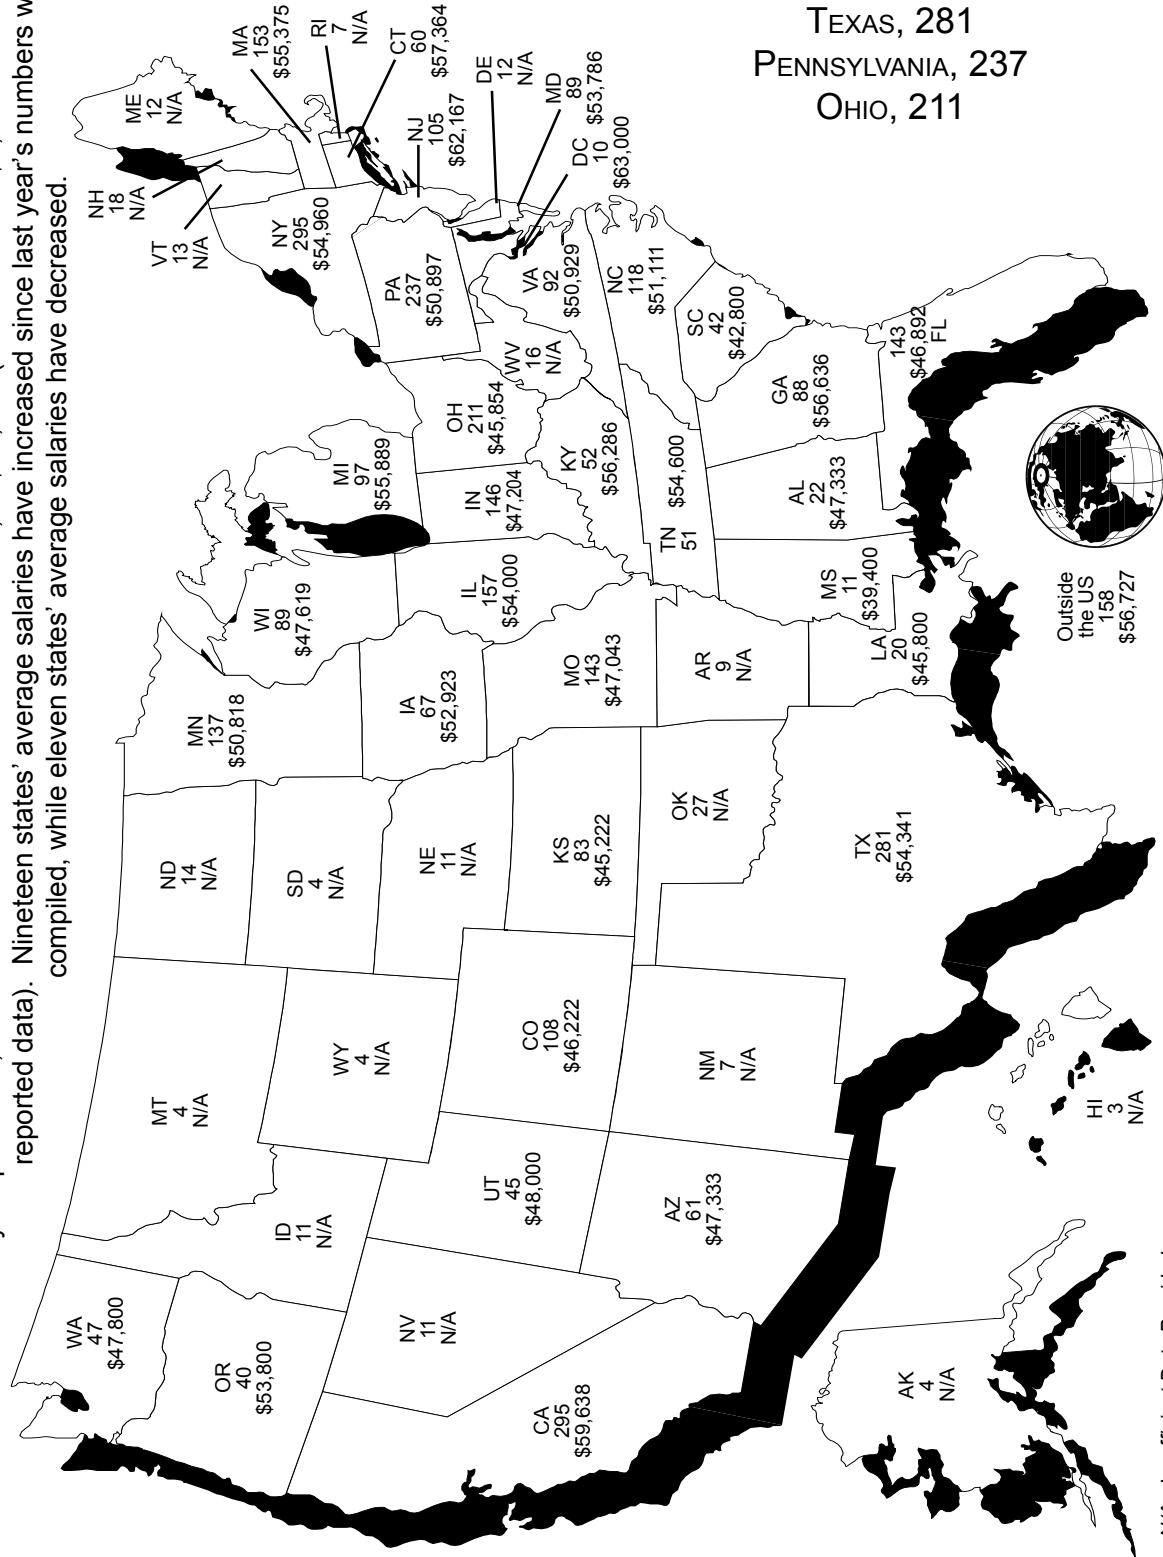 reported data). Nineteen states' average salaries have increased since last year's numbers w
compiled, while eleven states' average salaries have decreased.
Texas, 281
Pennsylvania, 237
Ohio, 211
WA
47
$47,800
OR
40
$53,800
CA
295
$59,638
NV
11
N/A
ID
11
N/A
MT
4
N/A
WY
4
N/A
UT
45
$48,000
AZ
61
$47,333
CO
108
$46,222
NM
7
N/A
ND
14
N/A
SD
4
N/A
NE
11
N/A
KS
83
$45,222
OK
27
N/A
TX
281
$54,341
MN
137
$50,818
IA
67
$52,923
MO
143
$47,043
AR
9
N/A
LA
20
$45,800
WI
89
$47,619
IL
157
$54,000
MS
11
$39,400
MI
97
$55,889
IN
146
$47,204
OH
211
$45,854
KY
52
$56,286
TN
51
$54,600
AL
22
$47,333
GA
88
$56,636
143
$46,892
FL
SC
42
$42,800
NC
118
$51,111
VA
92
$50,929
WV
16
N/A
PA
237
$50,897
NY
295
$54,960
VT
13
N/A
NH
18
N/A
ME
12
N/A
MA
153
$55,375
RI
7
N/A
CT
60
$57,364
NJ
105
$62,167
DE
12
N/A
MD
89
$53,786
DC
10
$63,000
AK
4
N/A
HI
3
N/A
Outside
the US
158
$56,727